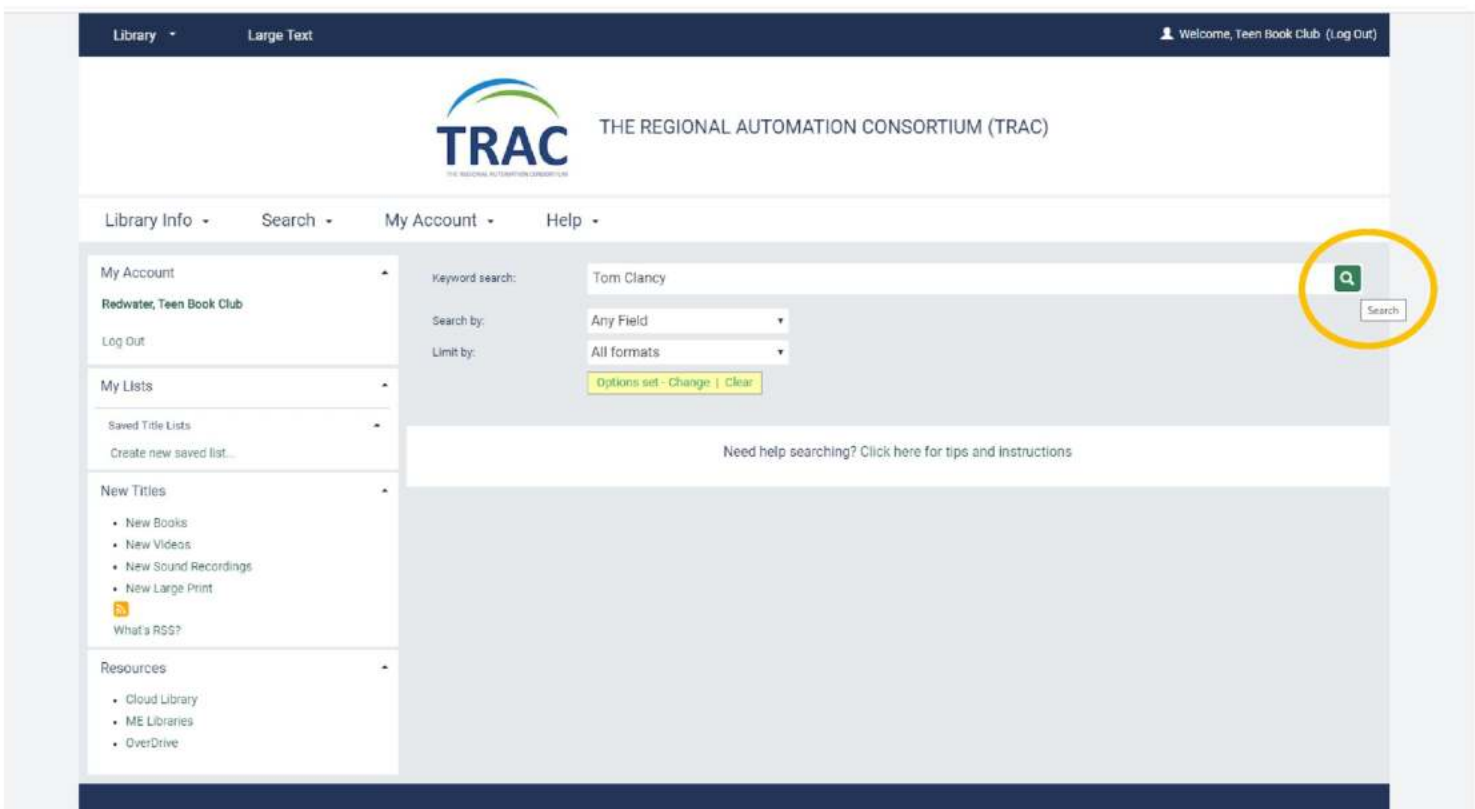 Library
Large Text
Welcome, Teen Book Club (Log Out)
TRAC
THE REGIONAL AUTOMATION CONSORTIUM
THE REGIONAL AUTOMATION CONSORTIUM (TRAC)
Library Info
Search
My Account
Help
My Account
Redwater, Teen Book Club
Log Out
My Lists
Saved Title Lists
Create new saved list...
New Titles
• New Books
• New Videos
• New Sound Recordings
• New Large Print
What's RSS?
Resources
• Cloud Library
• ME Libraries
• OverDrive
Keyword search:
Tom Clancy
Search
Search by:
Any Field
Limit by:
All formats
Options set - Change | Clear
Need help searching? Click here for tips and instructions